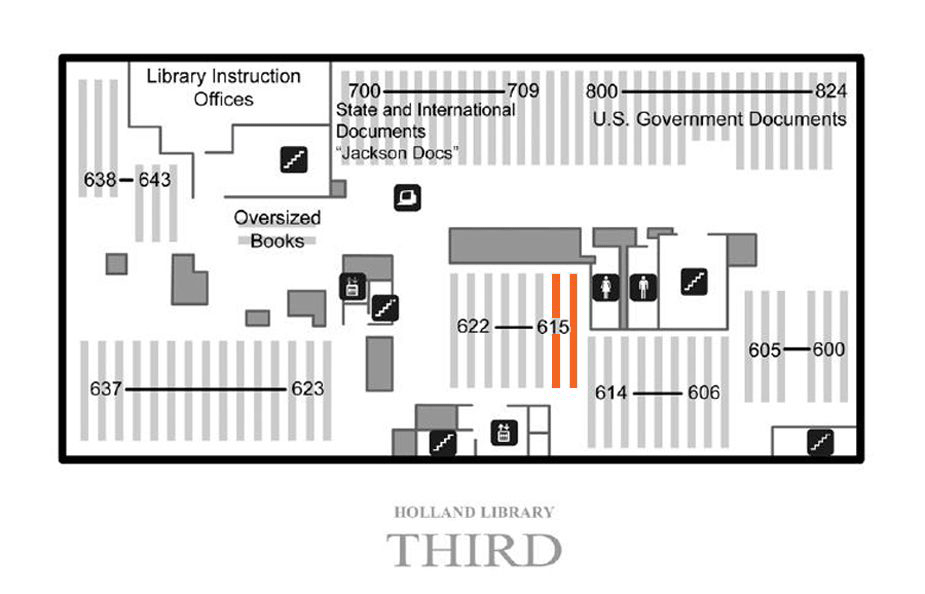 Library Instruction
Offices
700 709
State and International
Documents
“Jackson Docs”
800 824
U.S. Government Documents
638 643
Oversized
Books
622 615
605 600
637 623
614 606
HOLLAND LIBRARY
THIRD